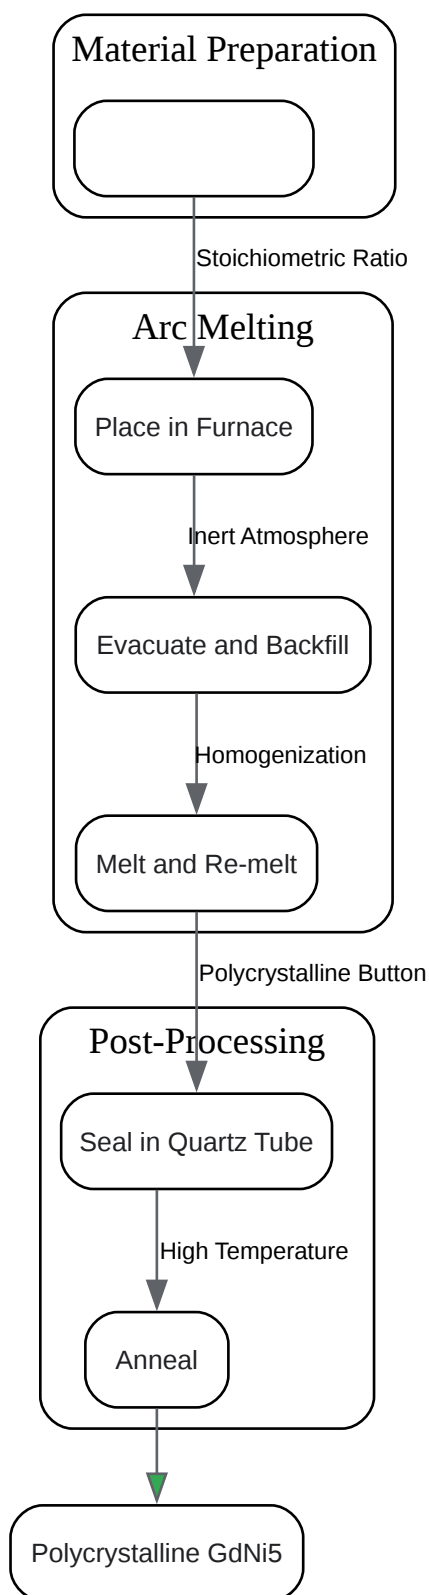 Material Preparation
Stoichiometric Ratio
Arc Melting
Place in Furnace
Inert Atmosphere
Evacuate and Backfill
Homogenization
Melt and Re-melt
Polycrystalline Button
Post-Processing
Seal in Quartz Tube
High Temperature
Anneal
Polycrystalline GdNi5